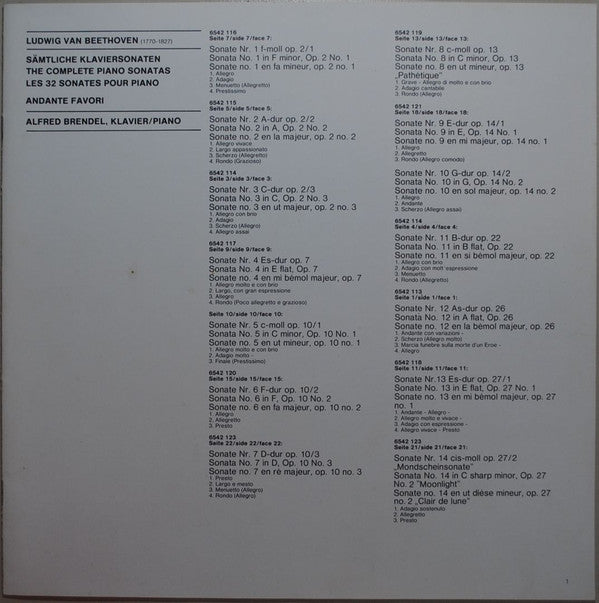 LUDWIG VAN BEETHOVEN (1770-1827)
SÄMTLICHE KLAVIERSONATEN
THE COMPLETE PIANO SONATAS
LES 32 SONATES POUR PIANO
ANDANTE FAVORI
ALFRED BRENDEL, KLAVIER/PIANO
6542 116
Seite 7/side 7/face 7:
Sonate Nr. 1 f-moll op. 2/1
Sonata No. 1 in F minor, Op. 2 No. 1
Sonate no. 1 en fa mineur, op. 2 no. 1
1. Allegro
2. Adagio
3. Menuetto (Allegretto)
4. Prestissimo
6542 115
Seite 5/side 5/face 5:
Sonate Nr. 2 A-dur op. 2/2
Sonata No. 2 in A, Op. 2 No. 2
Sonate no. 2 en la majeur, op. 2 no. 2
1. Allegro vivace
2. Largo appassionato
3. Scherzo (Allegretto)
4. Rondo (Grazioso)
6542 114
Seite 3/side 3/face 3:
Sonate Nr. 3 C-dur op. 2/3
Sonata No. 3 in C, Op. 2 No. 3
Sonate no. 3 en ut majeur, op. 2 no. 3
1. Allegro con brio
2. Adagio
3. Scherzo (Allegro)
4. Allegro assai
6542 117
Seite 9/side 9/face 9:
Sonate Nr. 4 Es-dur op. 7
Sonata No. 4 in E flat, Op. 7
Sonate no. 4 en mi bémol majeur, op. 7
1. Allegro molto e con brio
2. Largo, con gran espressione
3. Allegro
4. Rondo (Poco allegretto e grazioso)
Seite 10/side 10/face 10:
Sonate Nr. 5 c-moll op. 10/1
Sonata No. 5 in C minor, Op. 10 No. 1
Sonate no. 5 en ut mineur, op. 10 no. 1
1. Allegro molto e con brio
2. Adagio molto
3. Finale (Prestissimo)
6542 120
Seite 15/side 15/face 15:
Sonate Nr. 6 F-dur op. 10/2
Sonata No. 6 in F, Op. 10 No. 2
Sonate no. 6 en fa majeur, op. 10 no. 2
1. Allegro
2. Allegretto
3. Presto
6542 123
Seite 22/side 22/face 22:
Sonate Nr. 7 D-dur op. 10/3
Sonata No. 7 in D, Op. 10 No. 3
Sonate no. 7 en ré majeur, op. 10 no. 3
1. Presto
2. Largo e mesto
3. Menuetto (Allegro)
4. Rondo (Allegro)
6542 119
Seite 13/side 13/face 13:
Sonate Nr. 8 c-moll op. 13
Sonata No. 8 in C minor, Op. 13
Sonate no. 8 en ut mineur, op. 13
„Pathétique"
1. Grave - Allegro di molto e con brio
2. Adagio cantabile
3. Rondo (Allegro)
6542 121
Seite 18/side 18/face 18:
Sonate Nr. 9 E-dur op. 14/1
Sonata No. 9 in E, Op. 14 No. 1
Sonate no. 9 en mi majeur, op. 14 no. 1
1. Allegro
2. Allegretto
3. Rondo (Allegro comodo)
Sonate Nr. 10 G-dur op. 14/2
Sonata No. 10 in G, Op. 14 No. 2
Sonate no. 10 en sol majeur, op. 14 no. 2
1. Allegro
2. Andante
3. Scherzo (Allegro assai)
6542 114
Seite 4/side 4/face 4:
Sonate Nr. 11 B-dur op. 22
Sonata No. 11 in B flat, Op. 22
Sonate no. 11 en si bémol majeur, op. 22
1. Allegro con brio
2. Adagio con molt'espressione
3. Menuetto
4. Rondo (Allegretto)
6542 113
Seite 1/side 1/face 1:
Sonate Nr. 12 As-dur op. 26
Sonata No. 12 in A flat, Op. 26
Sonate no. 12 en la bémol majeur, op. 26
1. Andante con variazioni -
2. Scherzo (Allegro molto)
3. Marcia funebre sulla morte d'un Eroe -
4. Allegro
6542 118
Seite 11/side 11/face 11:
Sonate Nr.13 Es-dur op. 27/1
Sonata No. 13 in E flat, Op. 27 No. 1
Sonate no. 13 en mi bémol majeur, op. 27
no. 1
1. Andante - Allegro -
2. Allegro molto e vivace -
3. Adagio con espressione -
4. Allegro vivace - Presto
6542 123
Seite 21/side 21/face 21:
Sonate Nr. 14 cis-moll op. 27/2
„Mondscheinsonate"
Sonata No. 14 in C sharp minor, Op. 27
No. 2 "Moonlight"
Sonate no. 14 en ut dièse mineur, op. 27
no. 2 „Clair de lune"
1. Adagio sostenuto
2. Allegretto
3. Presto
1